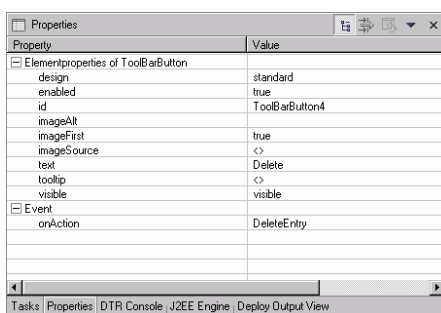 Properties
Property Value
Elementproperties of ToolBarButton
design standard
enabled true
id ToolBarButton4
imageAlt
imageFirst true
imageSource <>
text Delete
tooltip <>
visible visible
Event
onAction DeleteEntry
Tasks Properties DTR Console J2EE Engine Deploy Output View